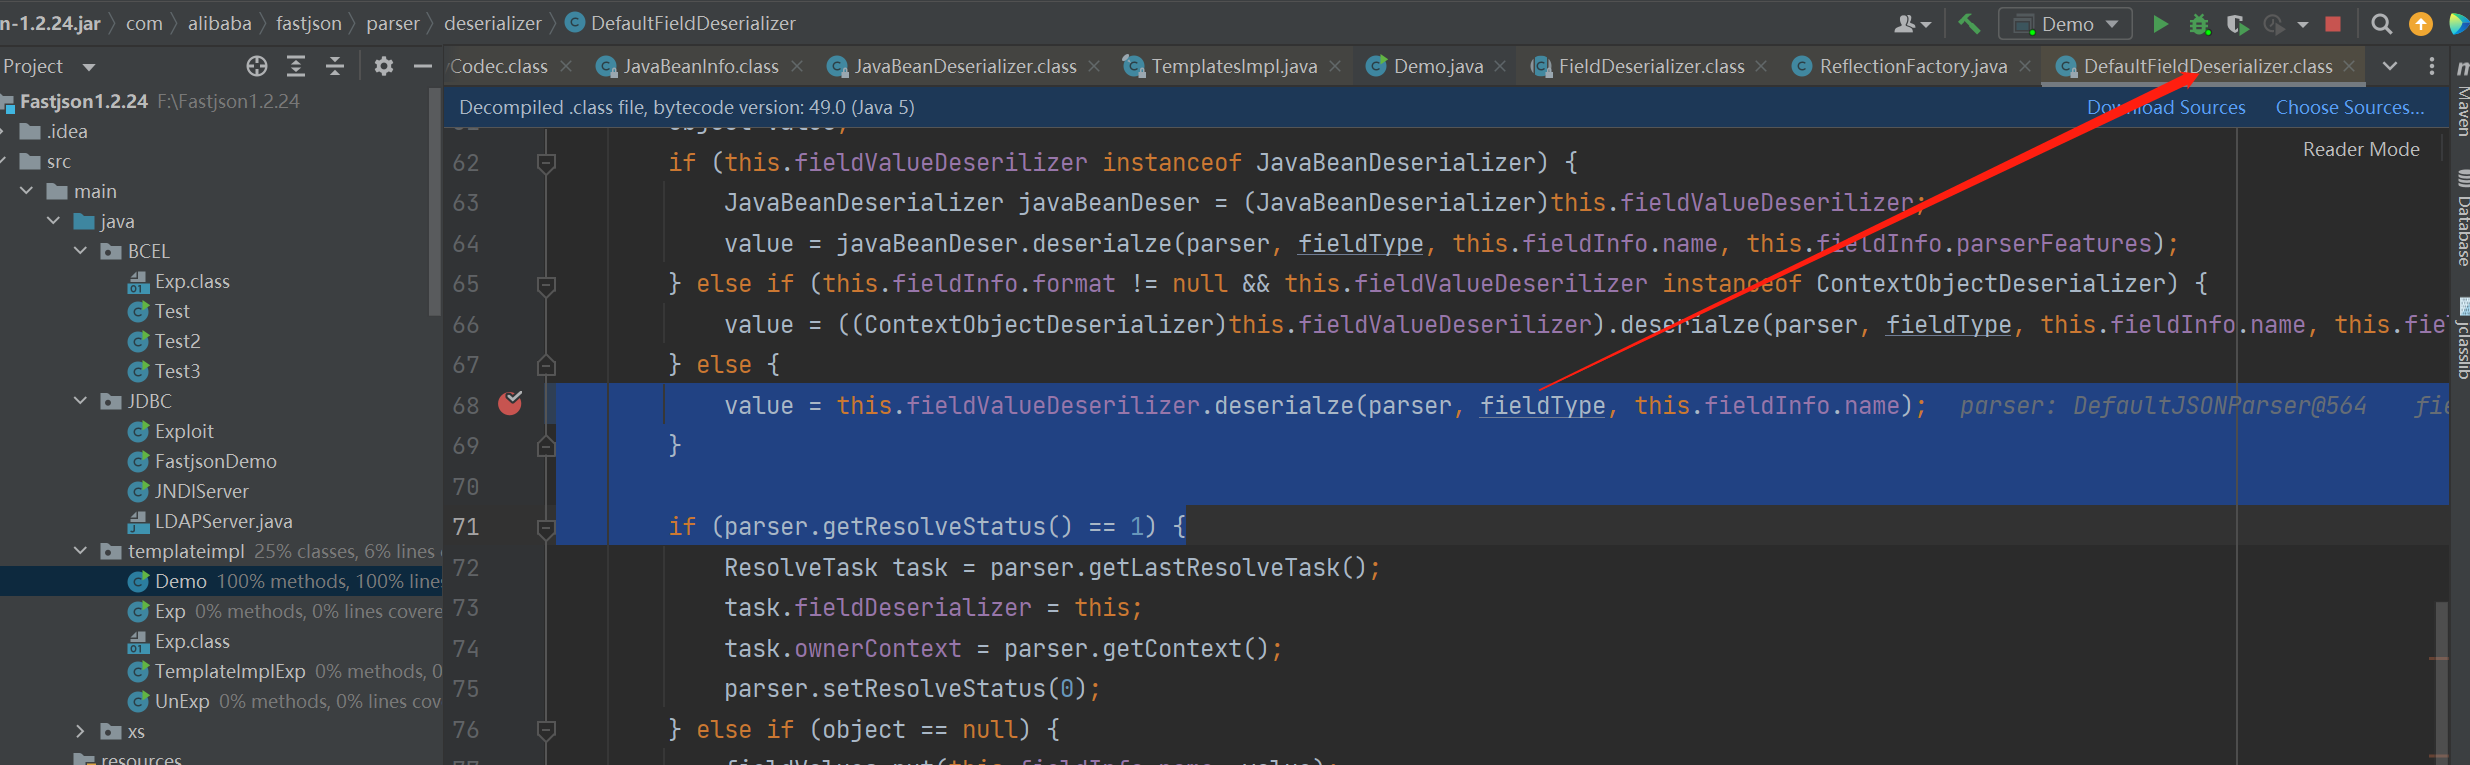 n-1.2.24.jar com alibaba fastjson parser deserializer DefaultFieldDeserializer
Demo
Project
Codec.class JavaBeanInfo.class JavaBeanDeserializer.class TemplatesImpl.java Demo.java FieldDeserializer.class ReflectionFactory.java DefaultFieldDeserializer.class
Decompiled .class file, bytecode version: 49.0 (Java 5) Download Sources Choose Sources...
Reader Mode
Fastjson1.2.24 F:\Fastjson1.2.24
.idea
src
main
java
BCEL
Exp.class
Test
Test2
Test3
JDBC
Exploit
FastjsonDemo
JNDIServer
LDAPServer.java
templateimpl 25% classes, 6% lines
Demo 100% methods, 100% lines
Exp 0% methods, 0% lines covere
Exp.class
TemplateImplExp 0% methods, 0
UnExp 0% methods, 0% lines cov
xs
resources
62 if (this.fieldValueDeserilizer instanceof JavaBeanDeserializer) {
63 JavaBeanDeserializer javaBeanDeser = (JavaBeanDeserializer)this.fieldValueDeserilizer;
64 value = javaBeanDeser.deserialze(parser, fieldType, this.fieldInfo.name, this.fieldInfo.parserFeatures);
65 } else if (this.fieldInfo.format != null && this.fieldValueDeserilizer instanceof ContextObjectDeserializer) {
66 value = ((ContextObjectDeserializer)this.fieldValueDeserilizer).deserialze(parser, fieldType, this.fieldInfo.name, this.fiel
67 } else {
68 value = this.fieldValueDeserilizer.deserialze(parser, fieldType, this.fieldInfo.name); parser: DefaultJSONParser@564 fie
69 }
70
71 if (parser.getResolveStatus() == 1) {
72 ResolveTask task = parser.getLastResolveTask();
73 task.fieldDeserializer = this;
74 task.ownerContext = parser.getContext();
75 parser.setResolveStatus(0);
76 } else if (object == null) {
Maven
Database
jclasslib